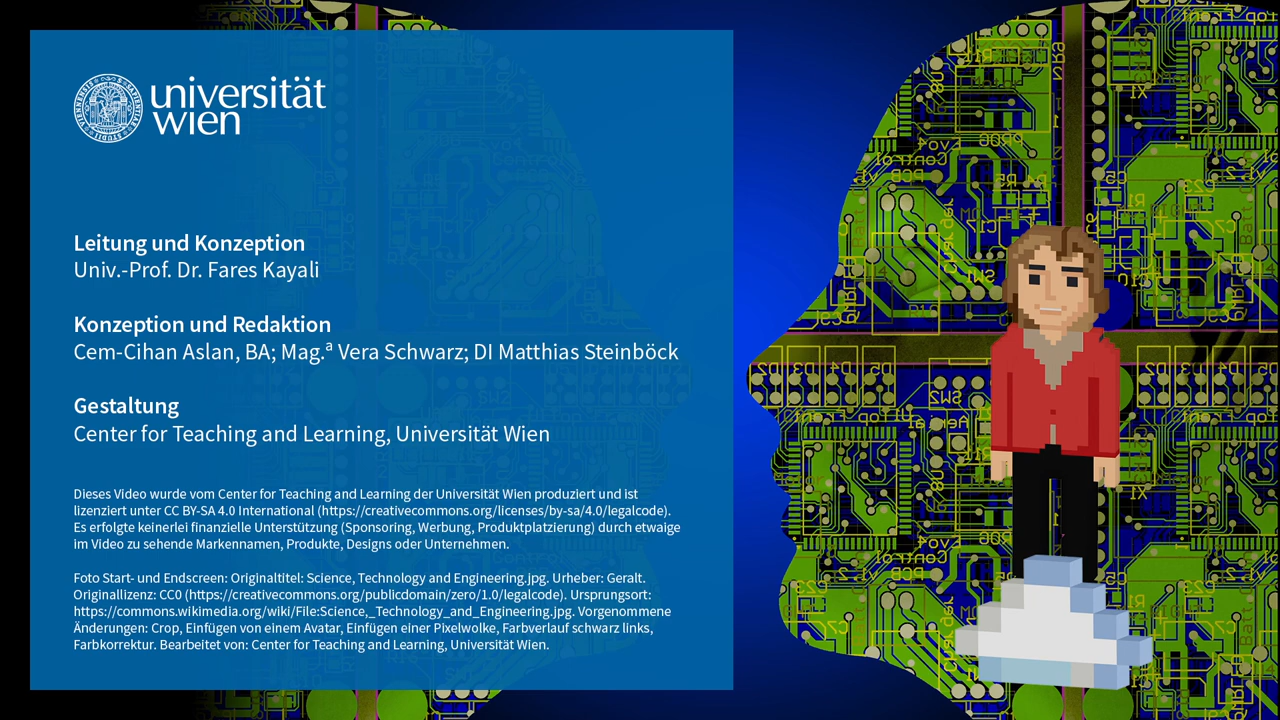 universität
wien
Leitung und Konzeption
Univ.-Prof. Dr. Fares Kayali
Konzeption und Redaktion
Cem-Cihan Aslan, BA; Mag.ª Vera Schwarz; DI Matthias Steinböck
Gestaltung
Center for Teaching and Learning, Universität Wien
Dieses Video wurde vom Center for Teaching and Learning der Universität Wien produziert und ist
lizenziert unter CC BY-SA 4.0 International (https://creativecommons.org/licenses/by-sa/4.0/legalcode).
Es erfolgte keinerlei finanzielle Unterstützung (Sponsoring, Werbung, Produktplatzierung) durch etwaige
im Video zu sehende Markennamen, Produkte, Designs oder Unternehmen.
Foto Start- und Endscreen: Originaltitel: Science, Technology and Engineering.jpg. Urheber: Geralt.
Originallizenz: CC0 (https://creativecommons.org/publicdomain/zero/1.0/legalcode). Ursprungsort:
https://commons.wikimedia.org/wiki/File:Science,_Technology_and_Engineering.jpg. Vorgenommene
Änderungen: Crop, Einfügen von einem Avatar, Einfügen einer Pixelwolke, Farbverlauf schwarz links,
Farbkorrektur. Bearbeitet von: Center for Teaching and Learning, Universität Wien.